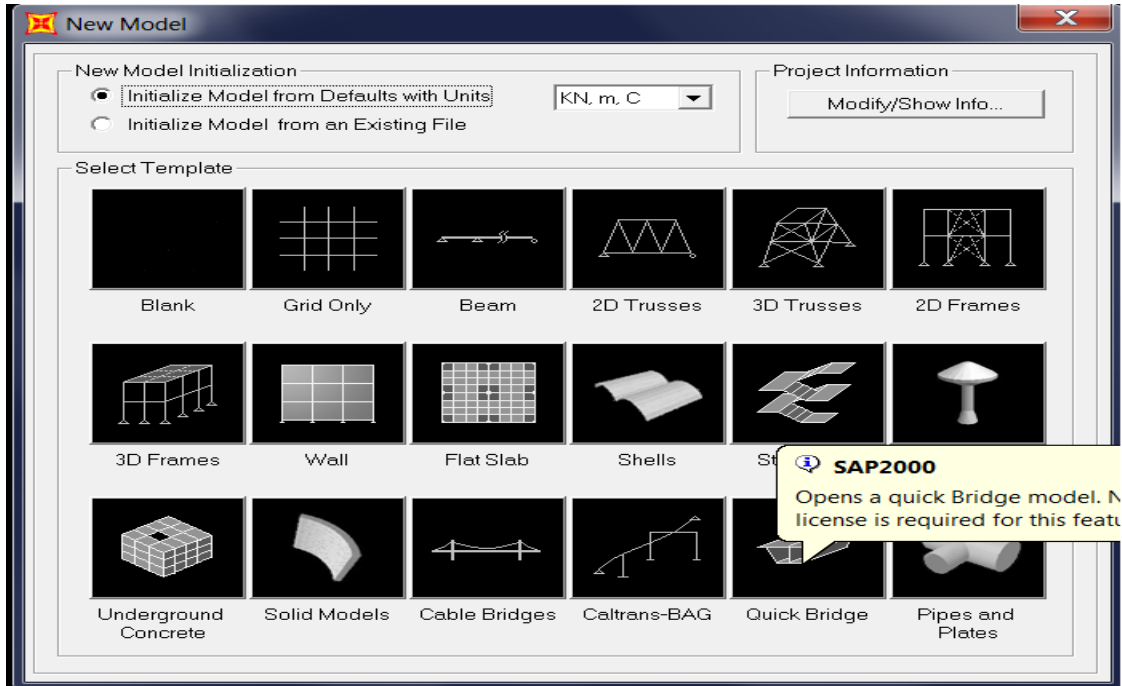 New Model
New Model Initialization
Project Information
Initialize Model from Defaults with Units
KN, m, C
Modify/Show Info...
Initialize Model from an Existing File
Select Template
Blank
Grid Only
Beam
2D Trusses
3D Trusses
2D Frames
3D Frames
Wall
Flat Slab
Shells
SAP2000
Opens a quick Bridge model.
license is required for this
Underground
Concrete
Solid Models
Cable Bridges
Caltrans-BAG
Quick Bridge
Pipes and
Plates